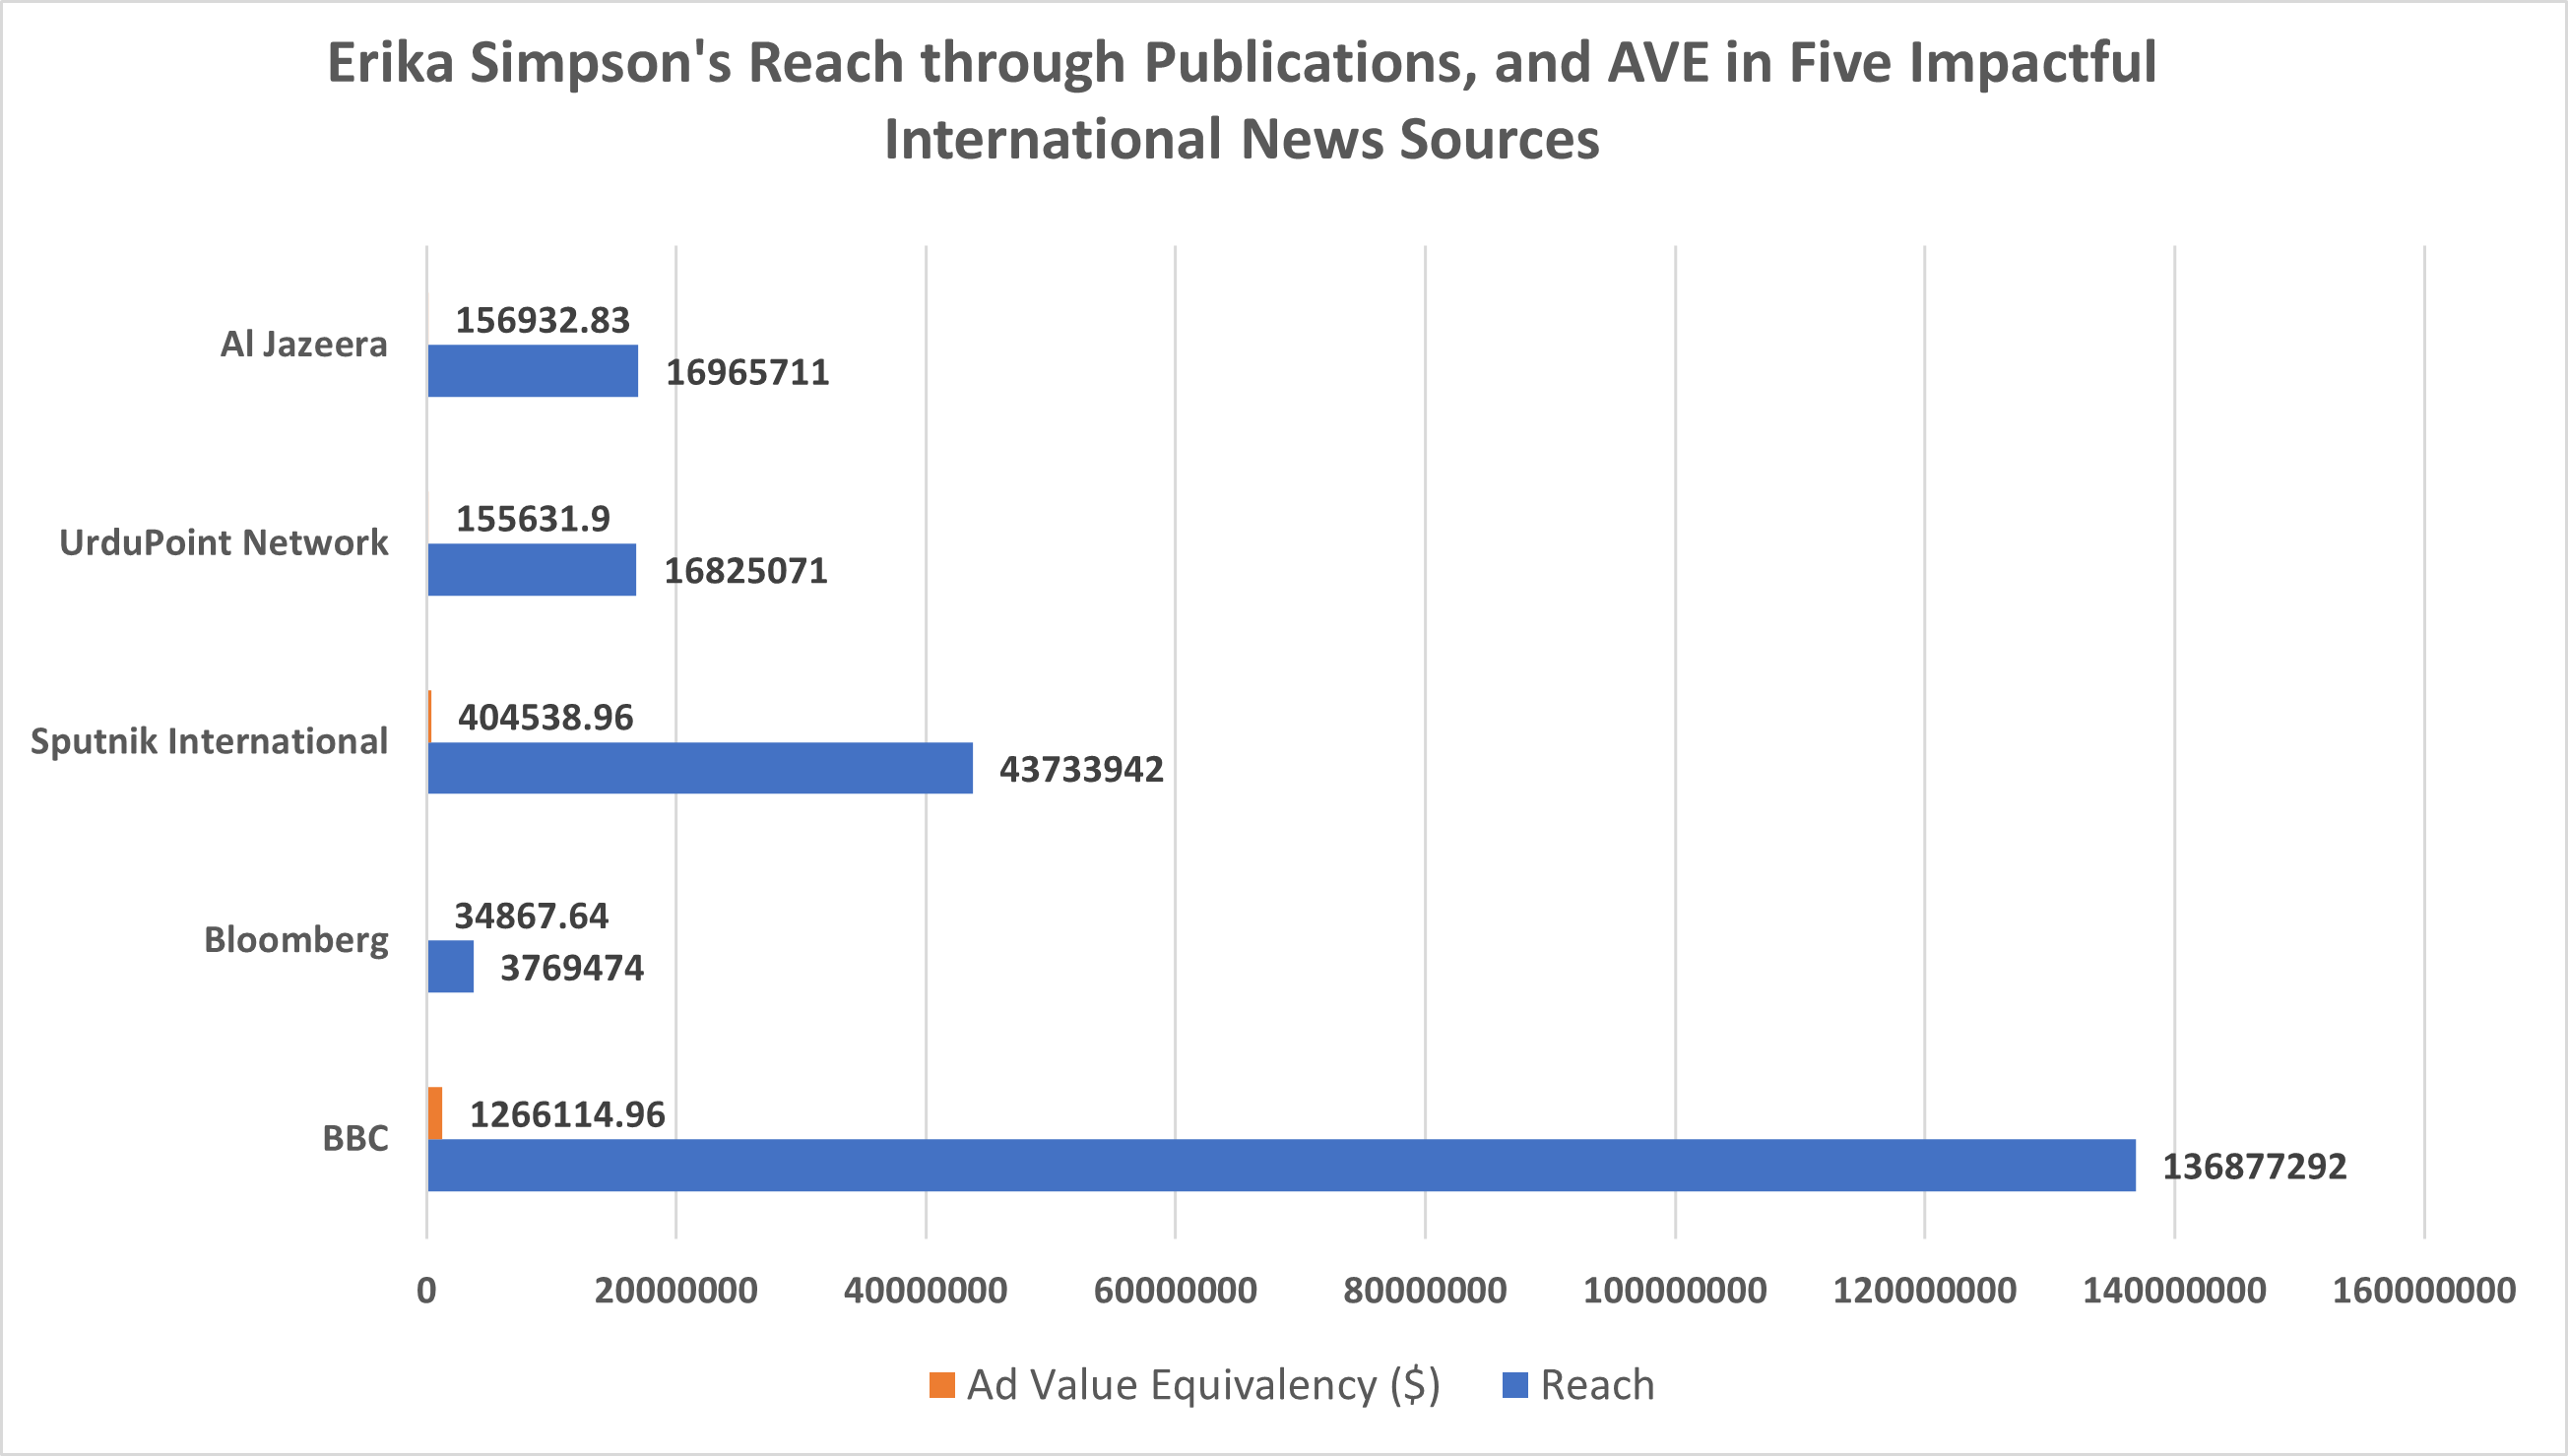 Erika Simpson's Reach through Publications, and AVE in Five Impactful
International News Sources
Al Jazeera
156932.83
16965711
UrduPoint Network
155631.9
16825071
Sputnik International
404538.96
43733942
Bloomberg
34867.64
3769474
BBC
1266114.96
136877292
0 20000000 40000000 60000000 80000000 100000000 120000000 140000000 160000000
Ad Value Equivalency ($) Reach